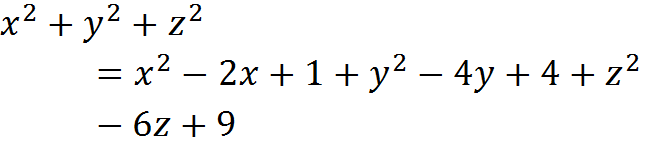 x² + y² + z²
= x² − 2x + 1 + y² − 4y + 4 + z²
− 6z + 9